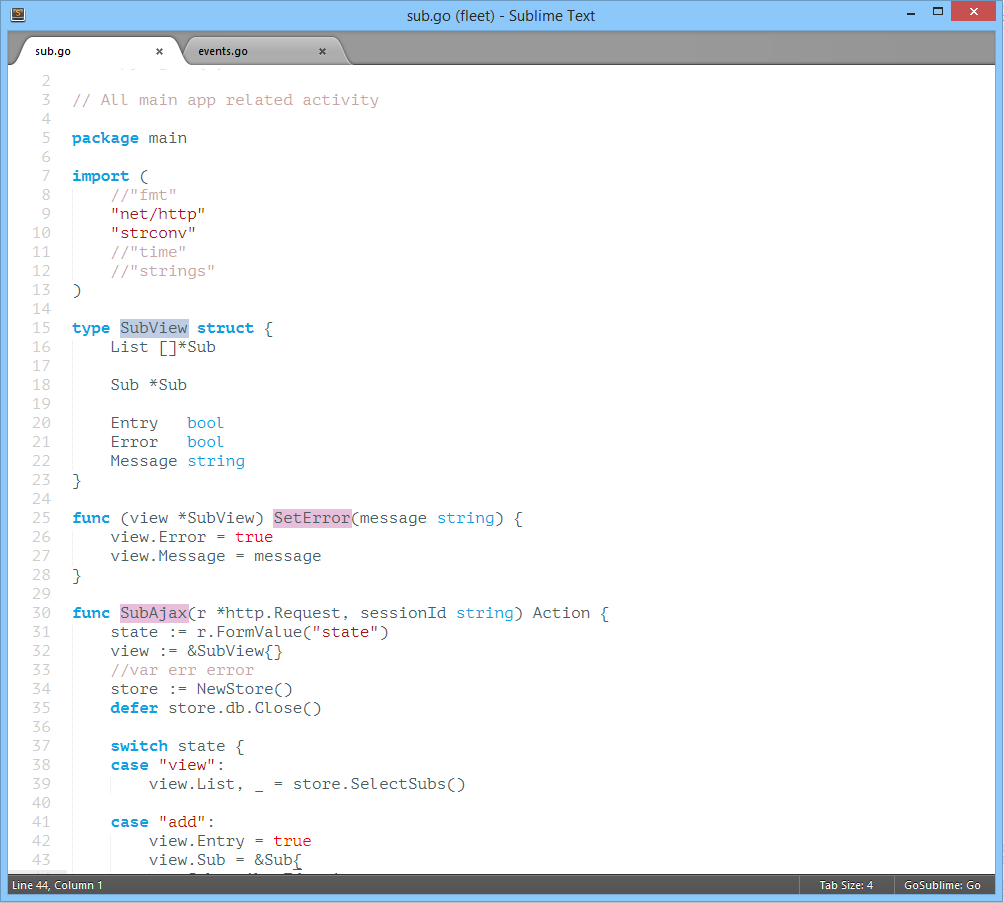 sub.go (fleet) - Sublime Text
sub.go × events.go ×
2
3 // All main app related activity
4
5 package main
6
7 import (
8     //"fmt"
9     "net/http"
10     "strconv"
11     //"time"
12     //"strings"
13 )
14
15 type SubView struct {
16     List []*Sub
17
18     Sub *Sub
19
20     Entry   bool
21     Error   bool
22     Message string
23 }
24
25 func (view *SubView) SetError(message string) {
26     view.Error = true
27     view.Message = message
28 }
29
30 func SubAjax(r *http.Request, sessionId string) Action {
31     state := r.FormValue("state")
32     view := &SubView{}
33     //var err error
34     store := NewStore()
35     defer store.db.Close()
36
37     switch state {
38     case "view":
39         view.List, _ = store.SelectSubs()
40
41     case "add":
42         view.Entry = true
43         view.Sub = &Sub{
Line 44, Column 1 Tab Size: 4 GoSublime: Go